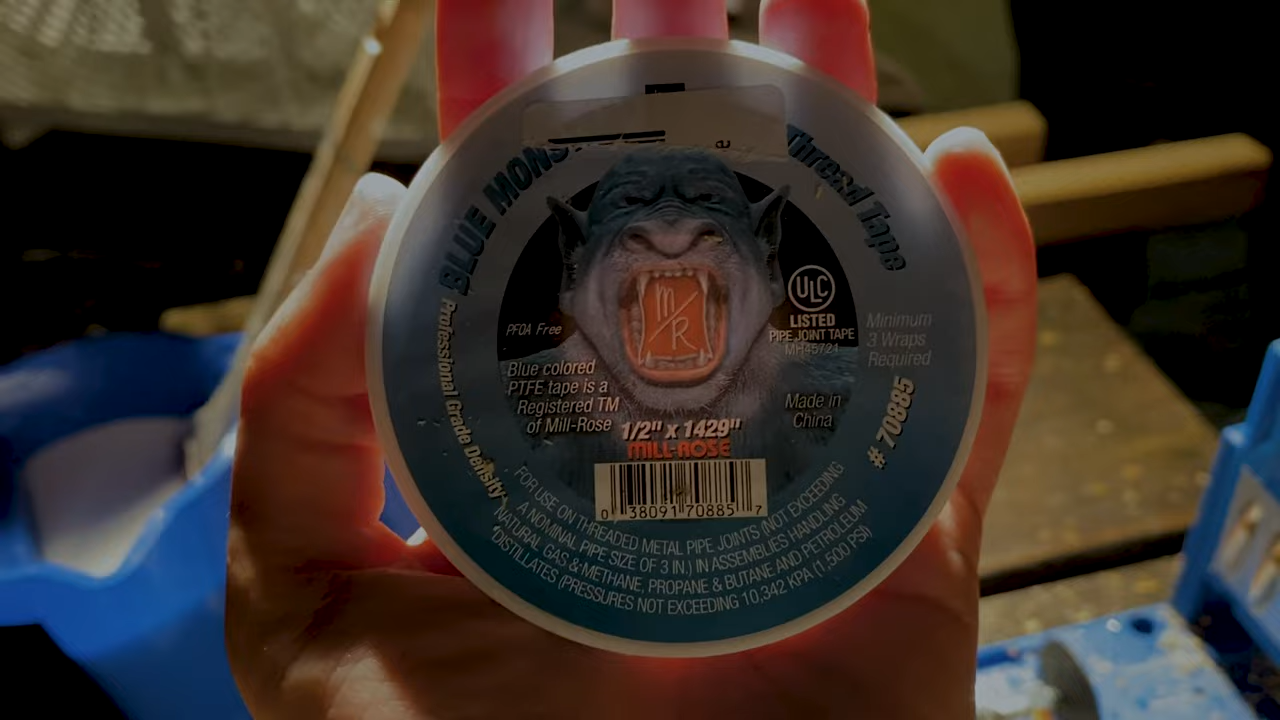 BLUE MONS
e
Thread Tape
Professional Grade Density
m/R
PFOA Free
ULC
LISTED
PIPE JOINT TAPE
MH45721
Minimum
3 Wraps
Required
Blue colored
PTFE tape is a
Registered TM
of Mill-Rose
Made in
China
# 70885
1/2" x 1429"
MILL-ROSE
0 38091 70885 7
FOR USE ON THREADED METAL PIPE JOINTS (NOT EXCEEDING
A NOMINAL PIPE SIZE OF 3 IN.) IN ASSEMBLIES HANDLING
NATURAL GAS & METHANE, PROPANE & BUTANE AND PETROLEUM
DISTILLATES (PRESSURES NOT EXCEEDING 10,342 KPA (1,500 PSI)